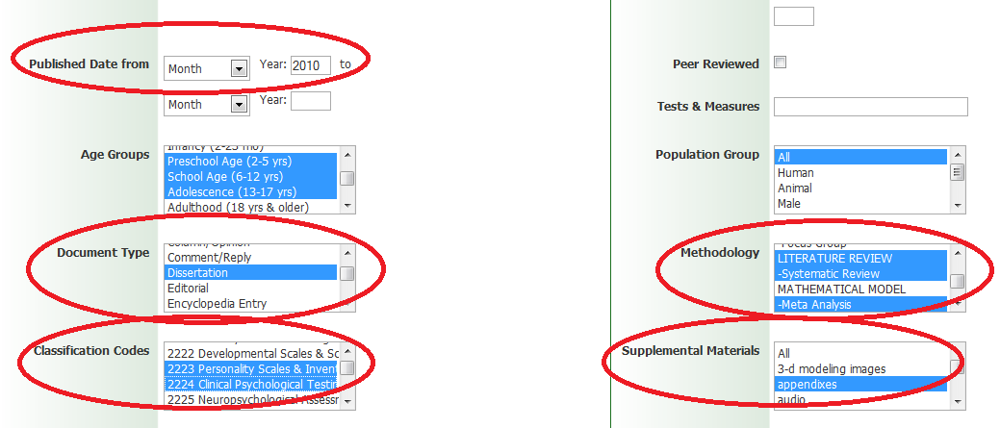 Published Date from Month Year: 2010 to
Month Year:
Age Groups
Infancy (2-23 mo)
Preschool Age (2-5 yrs)
School Age (6-12 yrs)
Adolescence (13-17 yrs)
Adulthood (18 yrs & older)
Document Type
Column/Opinion
Comment/Reply
Dissertation
Editorial
Encyclopedia Entry
Classification Codes
2222 Developmental Scales & Sc
2223 Personality Scales & Invent
2224 Clinical Psychological Testin
2225 Neuropsychological Assessm
Peer Reviewed
Tests & Measures
Population Group
All
Human
Animal
Male
Methodology
Focus Group
LITERATURE REVIEW
-Systematic Review
MATHEMATICAL MODEL
-Meta Analysis
Supplemental Materials
All
3-d modeling images
appendixes
audio